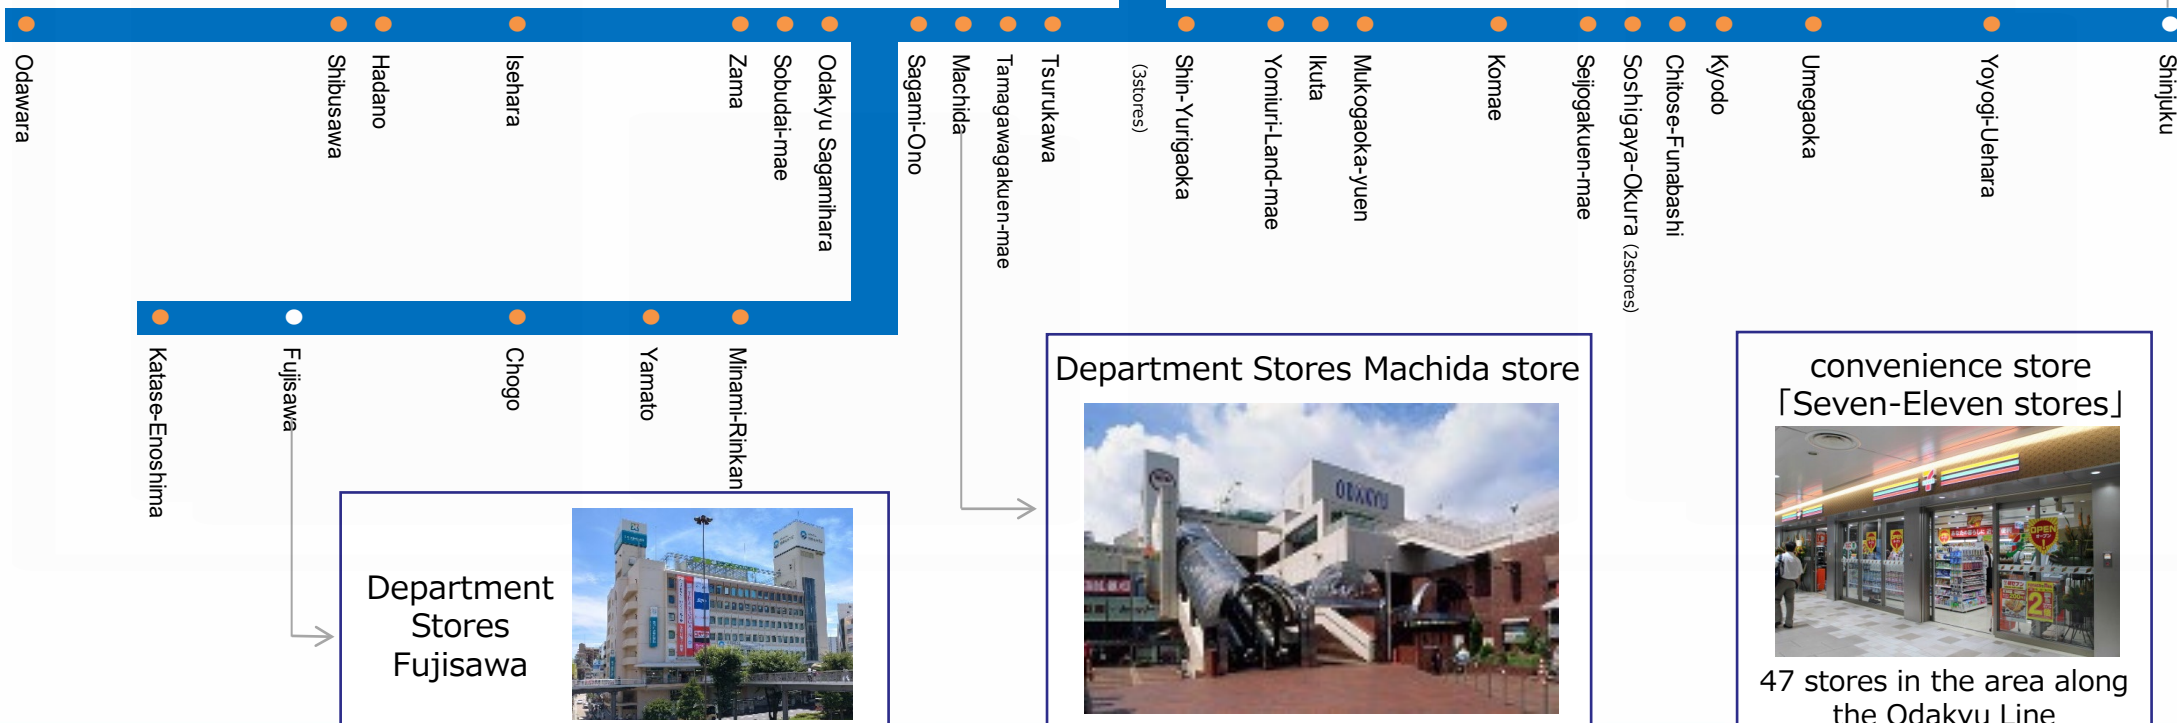 Odawara
Shibusawa
Hadano
Isehara
Zama
Sobudai-mae
Odakyu Sagamihara
Sagami-Ono
Machida
Tamagawagakuen-mae
Tsurukawa
(3stores)
Shin-Yurigaoka
Yomiuri-Land-mae
Ikuta
Mukogaoka-yuen
Komae
Seijogakuen-mae
Soshigaya-Okura (2stores)
Chitose-Funabashi
Kyodo
Umegaoka
Yoyogi-Uehara
Shinjuku
Katase-Enoshima
Fujisawa
Chogo
Yamato
Minami-Rinkan
Department
Stores
Fujisawa
Department Stores Machida store
ODAKYU
convenience store
「Seven-Eleven stores」
OPEN
47 stores in the area along
the Odakyu Line